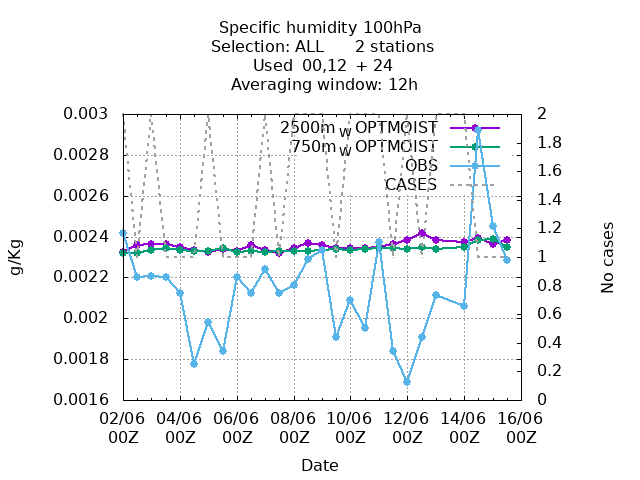 Specific humidity 100hPa
Selection: ALL 2 stations
Used 00,12 + 24
Averaging window: 12h
0.003
0.0028
0.0026
0.0024
0.0022
0.002
0.0018
0.0016
g/Kg
2500m w OPTMOIST
750m w OPTMOIST
OBS
CASES
2
1.8
1.6
1.4
1.2
1
0.8
0.6
0.4
0.2
0
No cases
02/06 04/06 06/06 08/06 10/06 12/06 14/06 16/06
00Z 00Z 00Z 00Z 00Z 00Z 00Z 00Z
Date